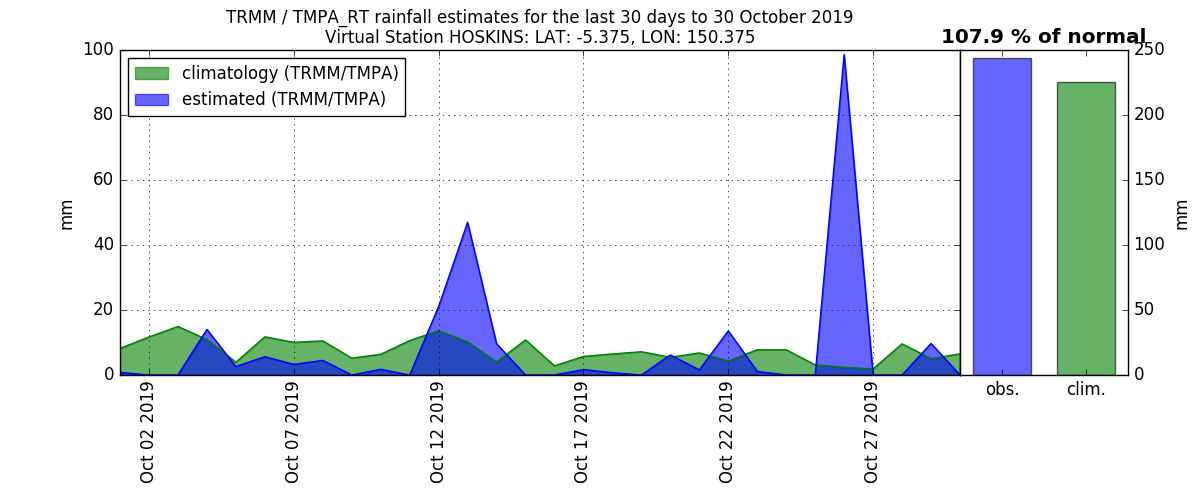 TRMM / TMPA_RT rainfall estimates for the last 30 days to 30 October 2019
Virtual Station HOSKINS: LAT: -5.375, LON: 150.375
107.9 % of normal
climatology (TRMM/TMPA)
estimated (TRMM/TMPA)
100
80
60
40
20
0
mm
Oct 02 2019
Oct 07 2019
Oct 12 2019
Oct 17 2019
Oct 22 2019
Oct 27 2019
250
200
150
100
50
0
mm
obs.
clim.